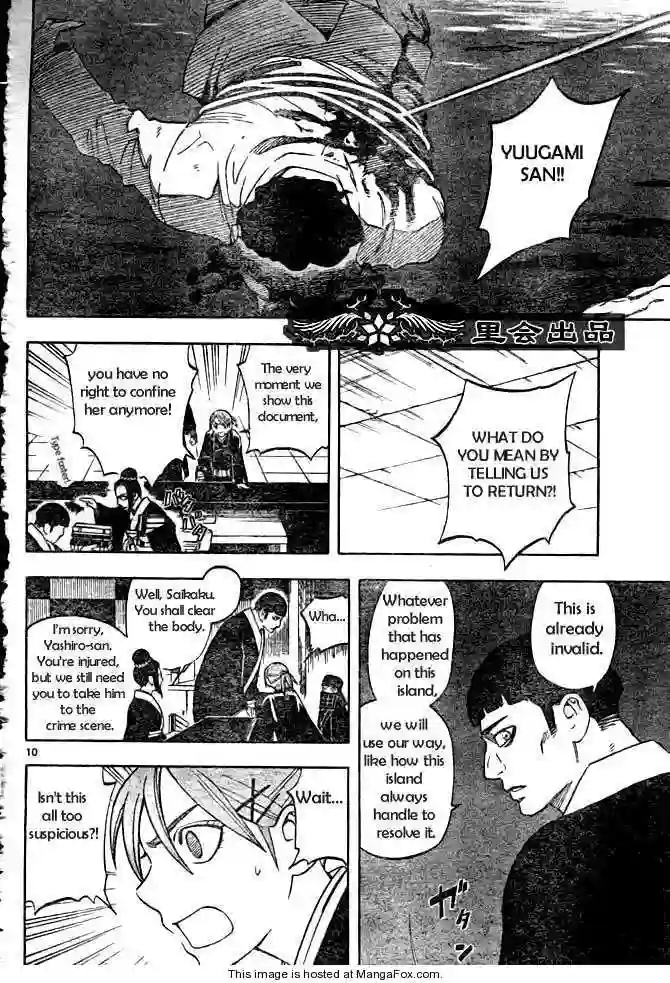 YUUGAMI
SAN!!
里会出品
WHAT DO
YOU MEAN BY
TELLING US
TO RETURN?!
The very
moment we
show this
document,
you have no
right to confine
her anymore!
Type faster!
This is
already
invalid.
Whatever
problem
that has
happened
on this
island,
we will
use our way,
like how this
island
always
handle to
resolve it.
ガタン
Wha...
Well, Saikaku.
You shall clear
the body.
I'm sorry,
Yashiro-san.
You're injured,
but we still need
you to take him
to the
crime scene.
10
Wait...
Isn't this
all too
suspicious?!
This image is hosted at MangaFox.com.